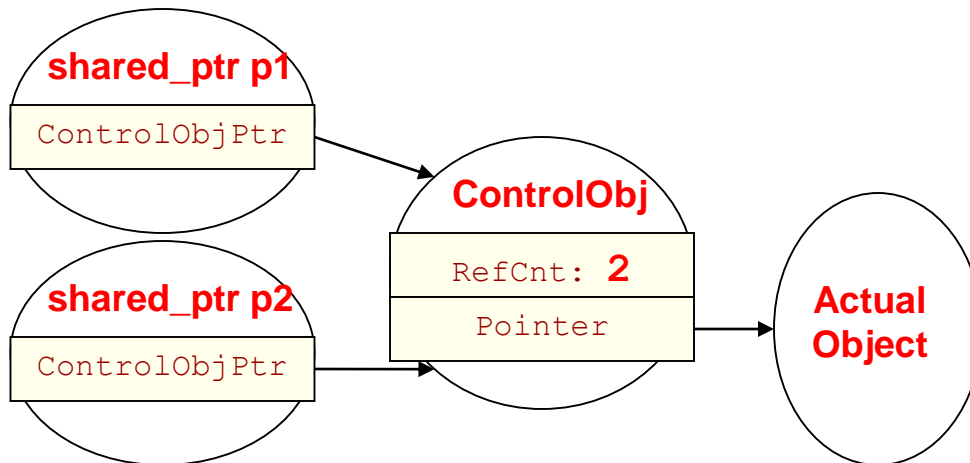 shared_ptr p1
ControlObjPtr
shared_ptr p2
ControlObjPtr
ControlObj
RefCnt: 2
Pointer
Actual
Object